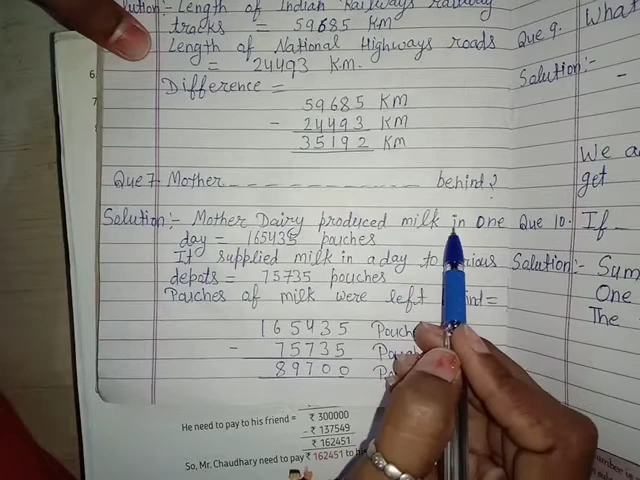 Solution:- Length of Indian Railways railway
tracks = 59685 KM
Length of National Highways roads
= 24493 KM.
Difference =
59685 KM
- 24493 KM
35192 KM
Que 7- Mother _ _ _ _ _ _ _ _ _ _ _ behind?
Solution:- Mother Dairy produced milk in one
day = 165435 pouches
It supplied milk in a day to
depots = 75735 pouches
Pouches of milk were left =
165435
- 75735
89700
He need to pay to his friend = ₹ 300000
- ₹ 137549
₹ 162451
So, Mr. Chaudhary need to pay ₹ 162451 to
Que 9. What
Solution:-
-
We
get
Que 10. If
Solution:- Sum
One
The
6.